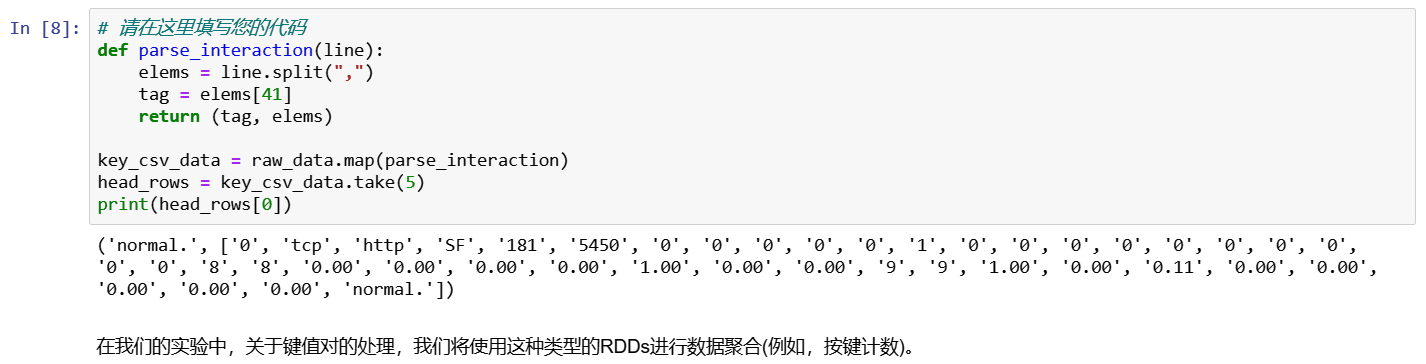 In [8]: # 请在这里填写您的代码
def parse_interaction(line):
    elems = line.split(",")
    tag = elems[41]
    return (tag, elems)

key_csv_data = raw_data.map(parse_interaction)
head_rows = key_csv_data.take(5)
print(head_rows[0])
('normal.', ['0', 'tcp', 'http', 'SF', '181', '5450', '0', '0', '0', '0', '0', '1', '0', '0', '0', '0', '0', '0', '0', '0',
'0', '0', '8', '8', '0.00', '0.00', '0.00', '0.00', '1.00', '0.00', '0.00', '9', '9', '1.00', '0.00', '0.11', '0.00', '0.00',
'0.00', '0.00', '0.00', 'normal.'])
在我们的实验中，关于键值对的处理，我们将使用这种类型的RDDs进行数据聚合(例如，按键计数)。